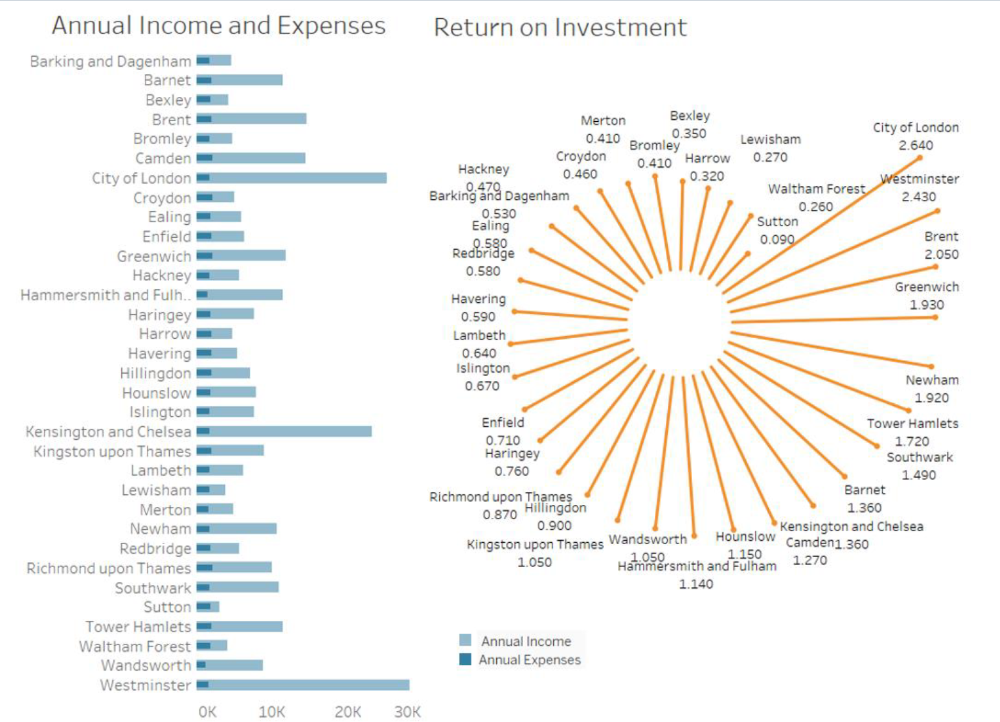 Annual Income and Expenses
Barking and Dagenham
Barnet
Bexley
Brent
Bromley
Camden
City of London
Croydon
Ealing
Enfield
Greenwich
Hackney
Hammersmith and Fulh..
Haringey
Harrow
Havering
Hillingdon
Hounslow
Islington
Kensington and Chelsea
Kingston upon Thames
Lambeth
Lewisham
Merton
Newham
Redbridge
Richmond upon Thames
Southwark
Sutton
Tower Hamlets
Waltham Forest
Wandsworth
Westminster
0K 10K 20K 30K
Return on Investment
City of London
2.640
Westminster
2.430
Brent
2.050
Greenwich
1.930
Newham
1.920
Tower Hamlets
1.720
Southwark
1.490
Barnet
1.360
Kensington and Chelsea
1.360
Camden
1.270
Hounslow
1.150
Hammersmith and Fulham
1.140
Wandsworth
1.050
Kingston upon Thames
1.050
Hillingdon
0.900
Richmond upon Thames
0.870
Haringey
0.760
Enfield
0.710
Islington
0.670
Lambeth
0.640
Havering
0.590
Redbridge
0.580
Ealing
0.580
Barking and Dagenham
0.530
Hackney
0.470
Croydon
0.460
Merton
0.410
Bromley
0.410
Bexley
0.350
Harrow
0.320
Lewisham
0.270
Waltham Forest
0.260
Sutton
0.090
Annual Income
Annual Expenses